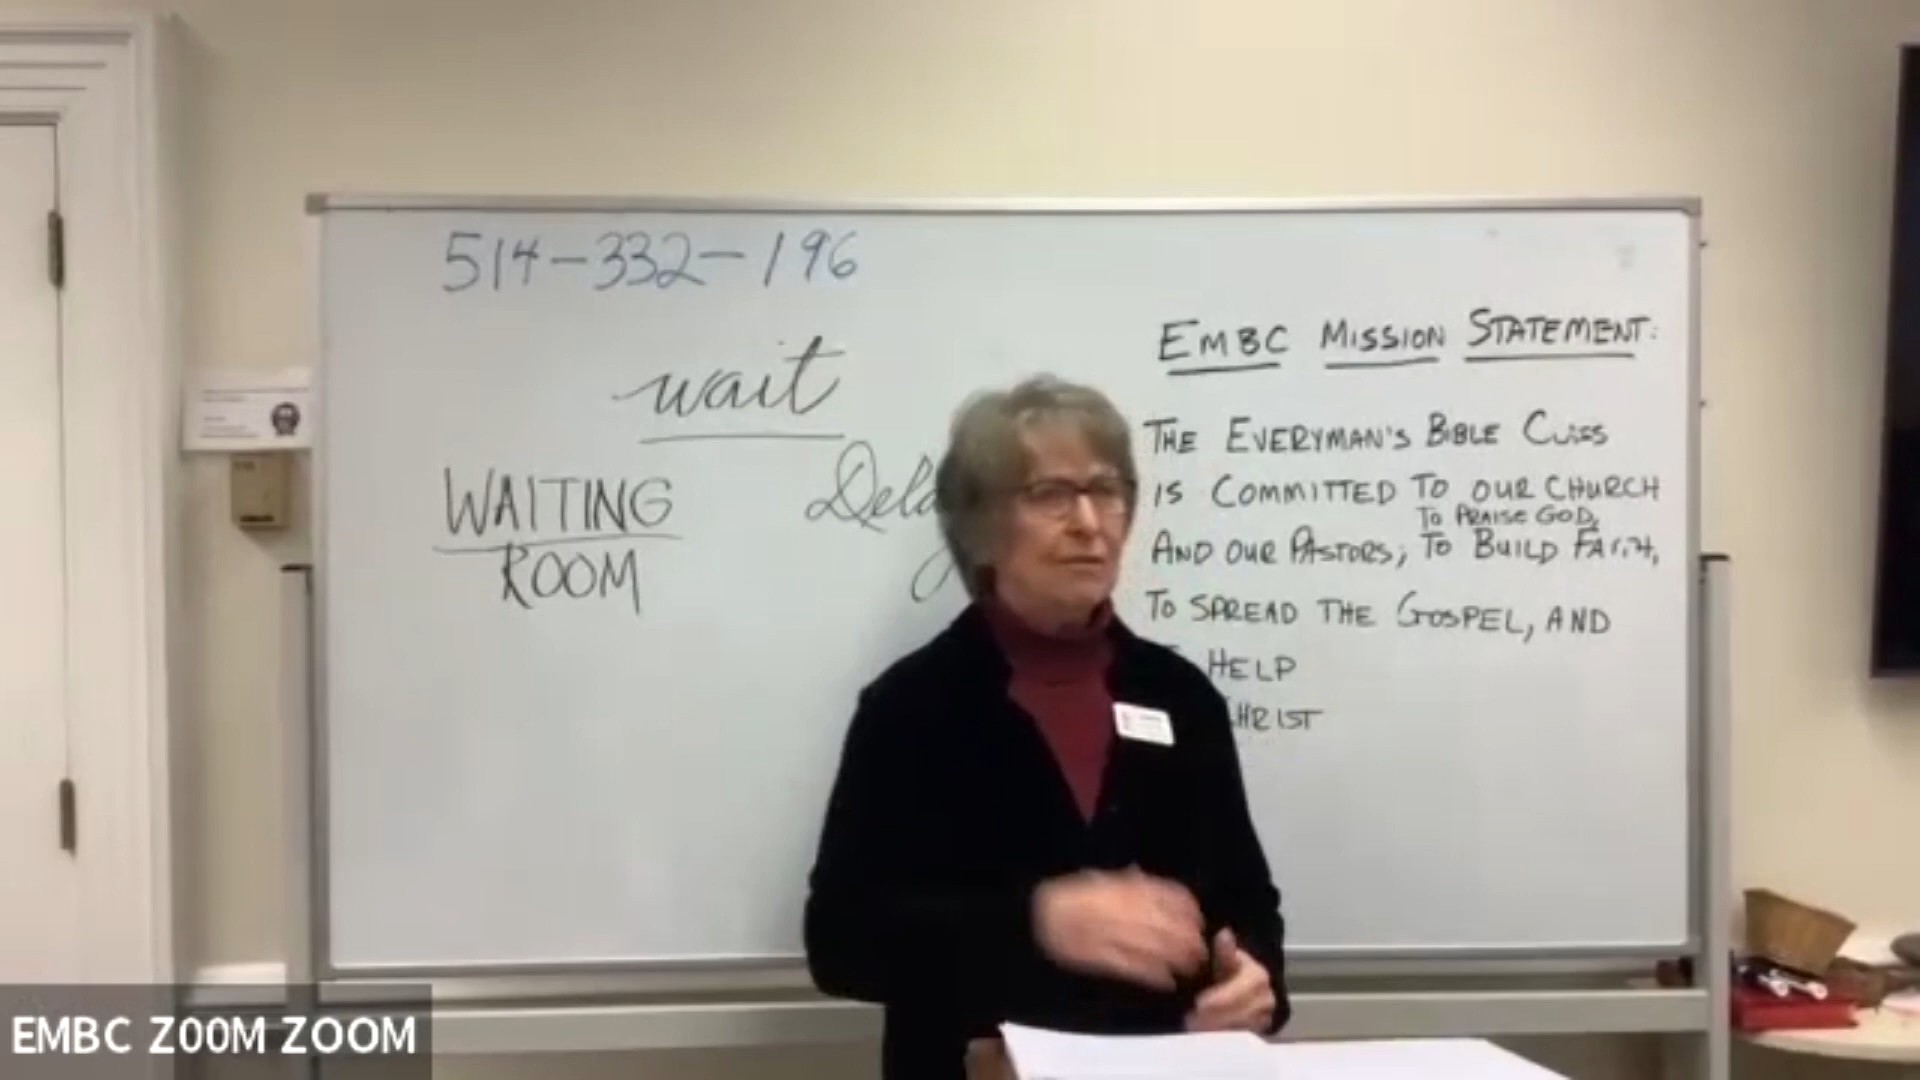 514-332-196
wait
WAITING
ROOM
EMBC MISSION STATEMENT:
THE EVERYMAN'S BIBLE CLASS
IS COMMITTED TO OUR CHURCH
TO PRAISE GOD,
AND OUR PASTORS; TO BUILD FAITH,
TO SPREAD THE GOSPEL, AND
HELP
EMBC ZOOM ZOOM